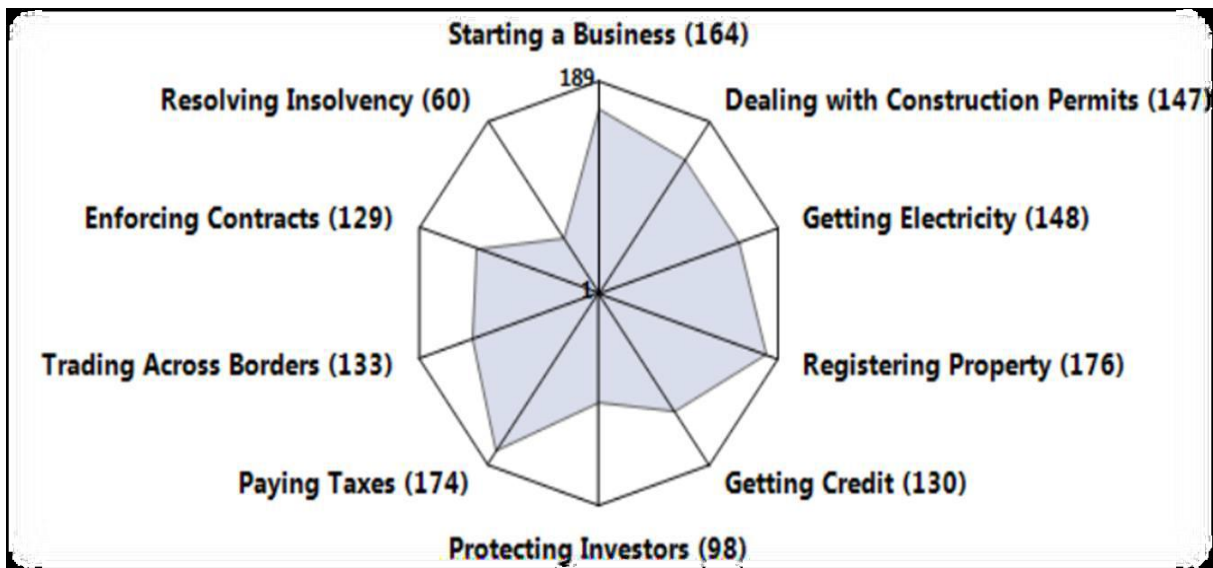 Starting a Business (164)
189
Resolving Insolvency (60)
Dealing with Construction Permits (147)
Enforcing Contracts (129)
Getting Electricity (148)
1
Trading Across Borders (133)
Registering Property (176)
Paying Taxes (174)
Getting Credit (130)
Protecting Investors (98)